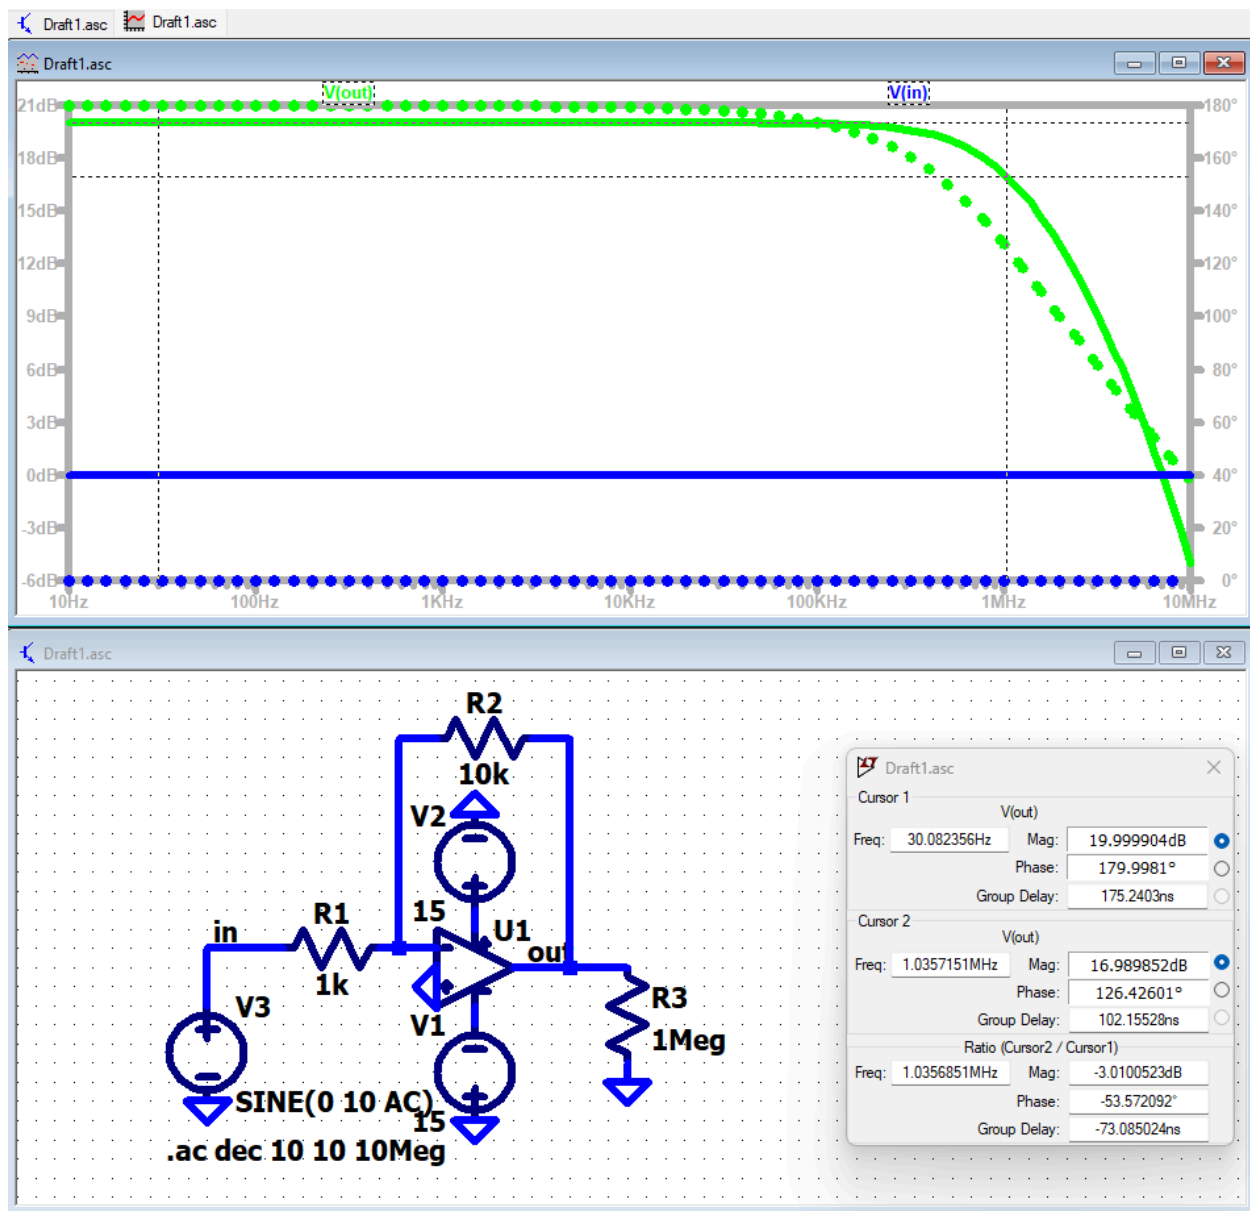 Draft1.asc Draft1.asc
Draft1.asc
V(out) V(in)
21dB 180°
18dB 160°
15dB 140°
12dB 120°
9dB 100°
6dB 80°
3dB 60°
0dB 40°
-3dB 20°
-6dB 0°
10Hz 100Hz 1KHz 10KHz 100KHz 1MHz 10MHz
Draft1.asc
R2
10k
V2
15
U1
in
R1
1k
out
V3
V1
R3
1Meg
SINE(0 10 AC)
15
.ac dec 10 10 10Meg
Draft1.asc
Cursor 1
V(out)
Freq: 30.082356Hz Mag: 19.999904dB
Phase: 179.9981°
Group Delay: 175.2403ns
Cursor 2
V(out)
Freq: 1.0357151MHz Mag: 16.989852dB
Phase: 126.42601°
Group Delay: 102.15528ns
Ratio (Cursor2 / Cursor1)
Freq: 1.0356851MHz Mag: -3.0100523dB
Phase: -53.572092°
Group Delay: -73.085024ns